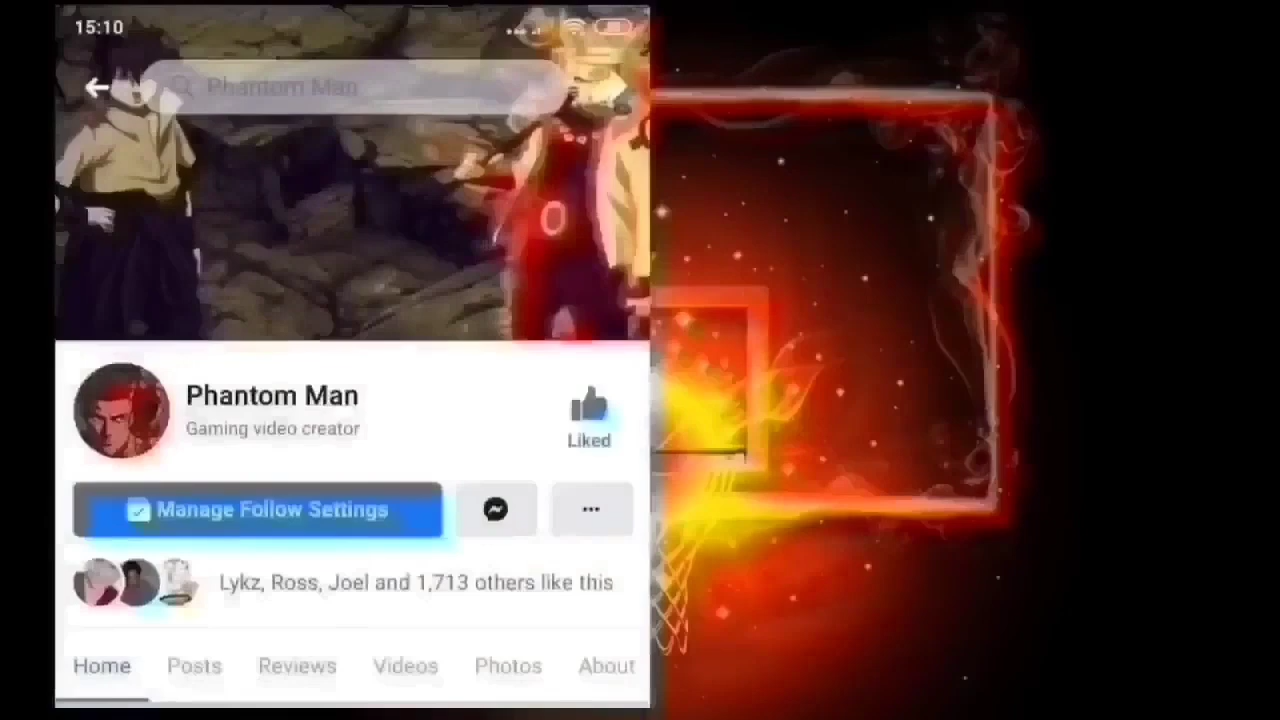 15:10
Phantom Man
Phantom Man
Gaming video creator
Liked
Manage Follow Settings
Lykz, Ross, Joel and 1,713 others like this
Home Posts Reviews Videos Photos About